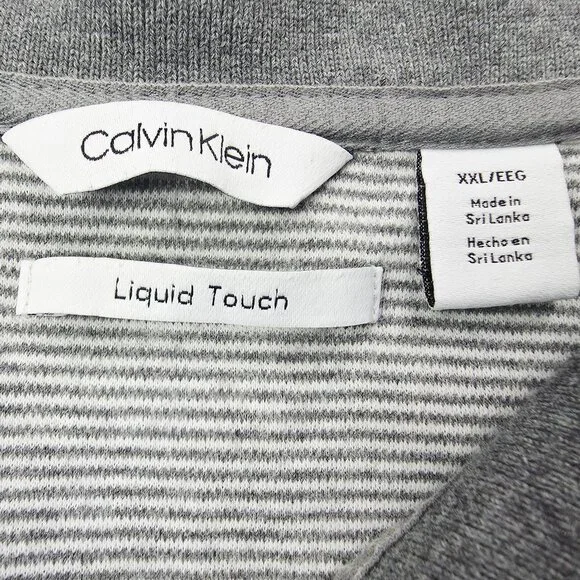 Calvin Klein
XXL/EEG
Made in
Sri Lanka
Hecho en
Sri Lanka
Liquid Touch